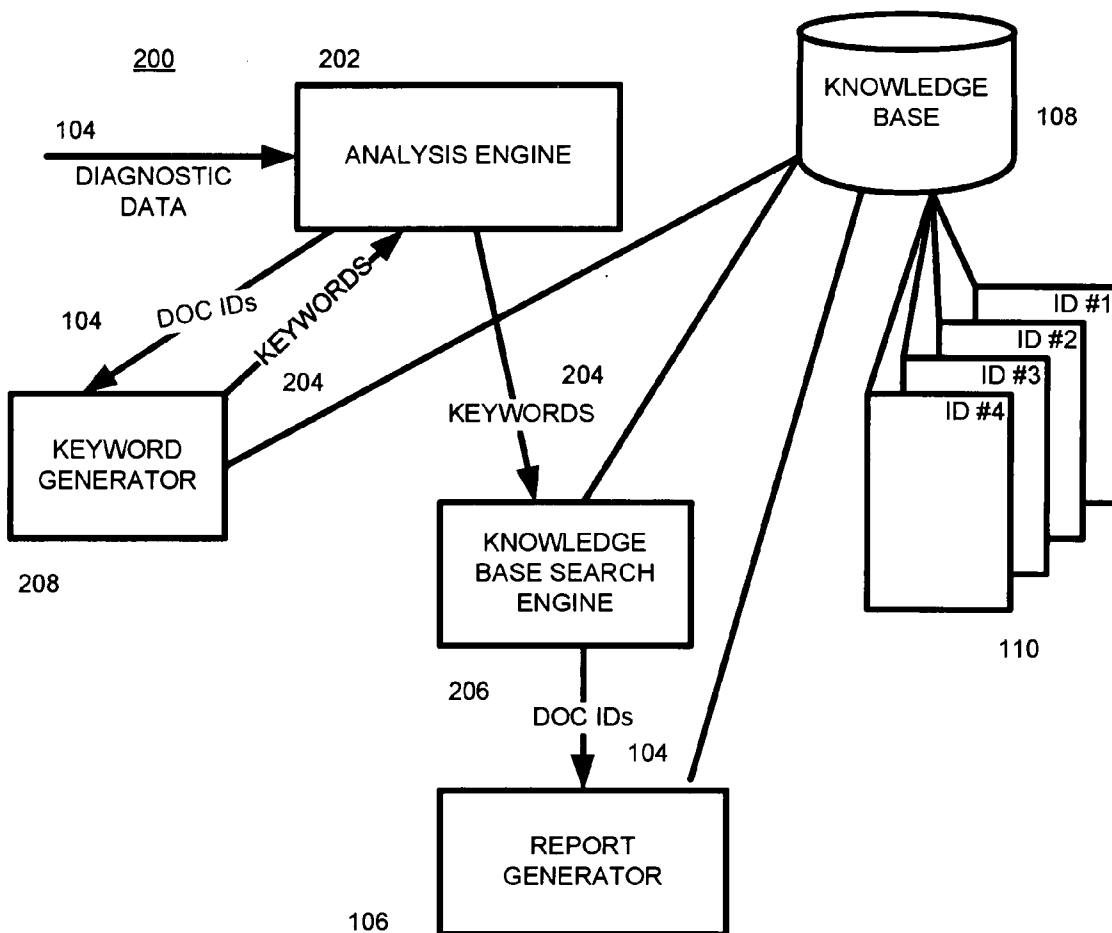 200
202
KNOWLEDGE
BASE
108
104
DIAGNOSTIC
DATA
ANALYSIS ENGINE
104
DOC IDs
KEYWORDS
204
204
KEYWORDS
ID #1
ID #2
ID #3
ID #4
KEYWORD
GENERATOR
208
KNOWLEDGE
BASE SEARCH
ENGINE
110
206
DOC IDs
104
REPORT
GENERATOR
106